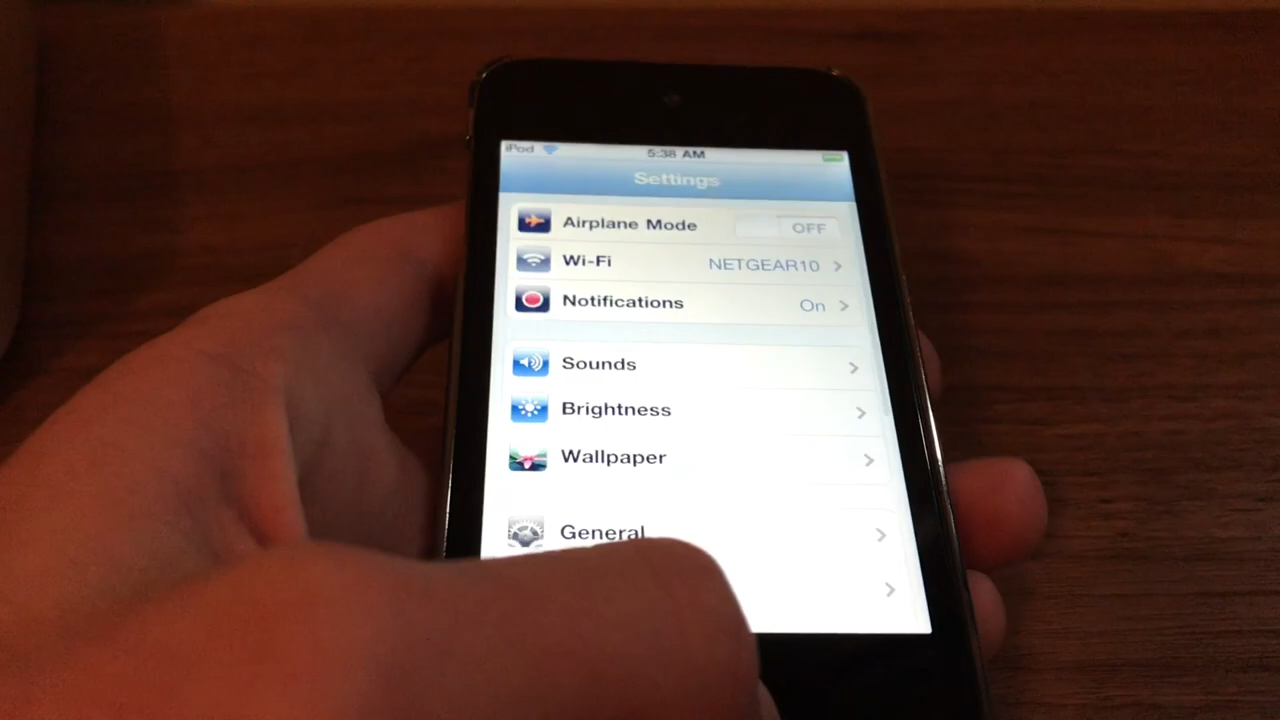 iPod 5:38 AM
Settings
Airplane Mode OFF
Wi-Fi NETGEAR10
Notifications On
Sounds
Brightness
Wallpaper
General